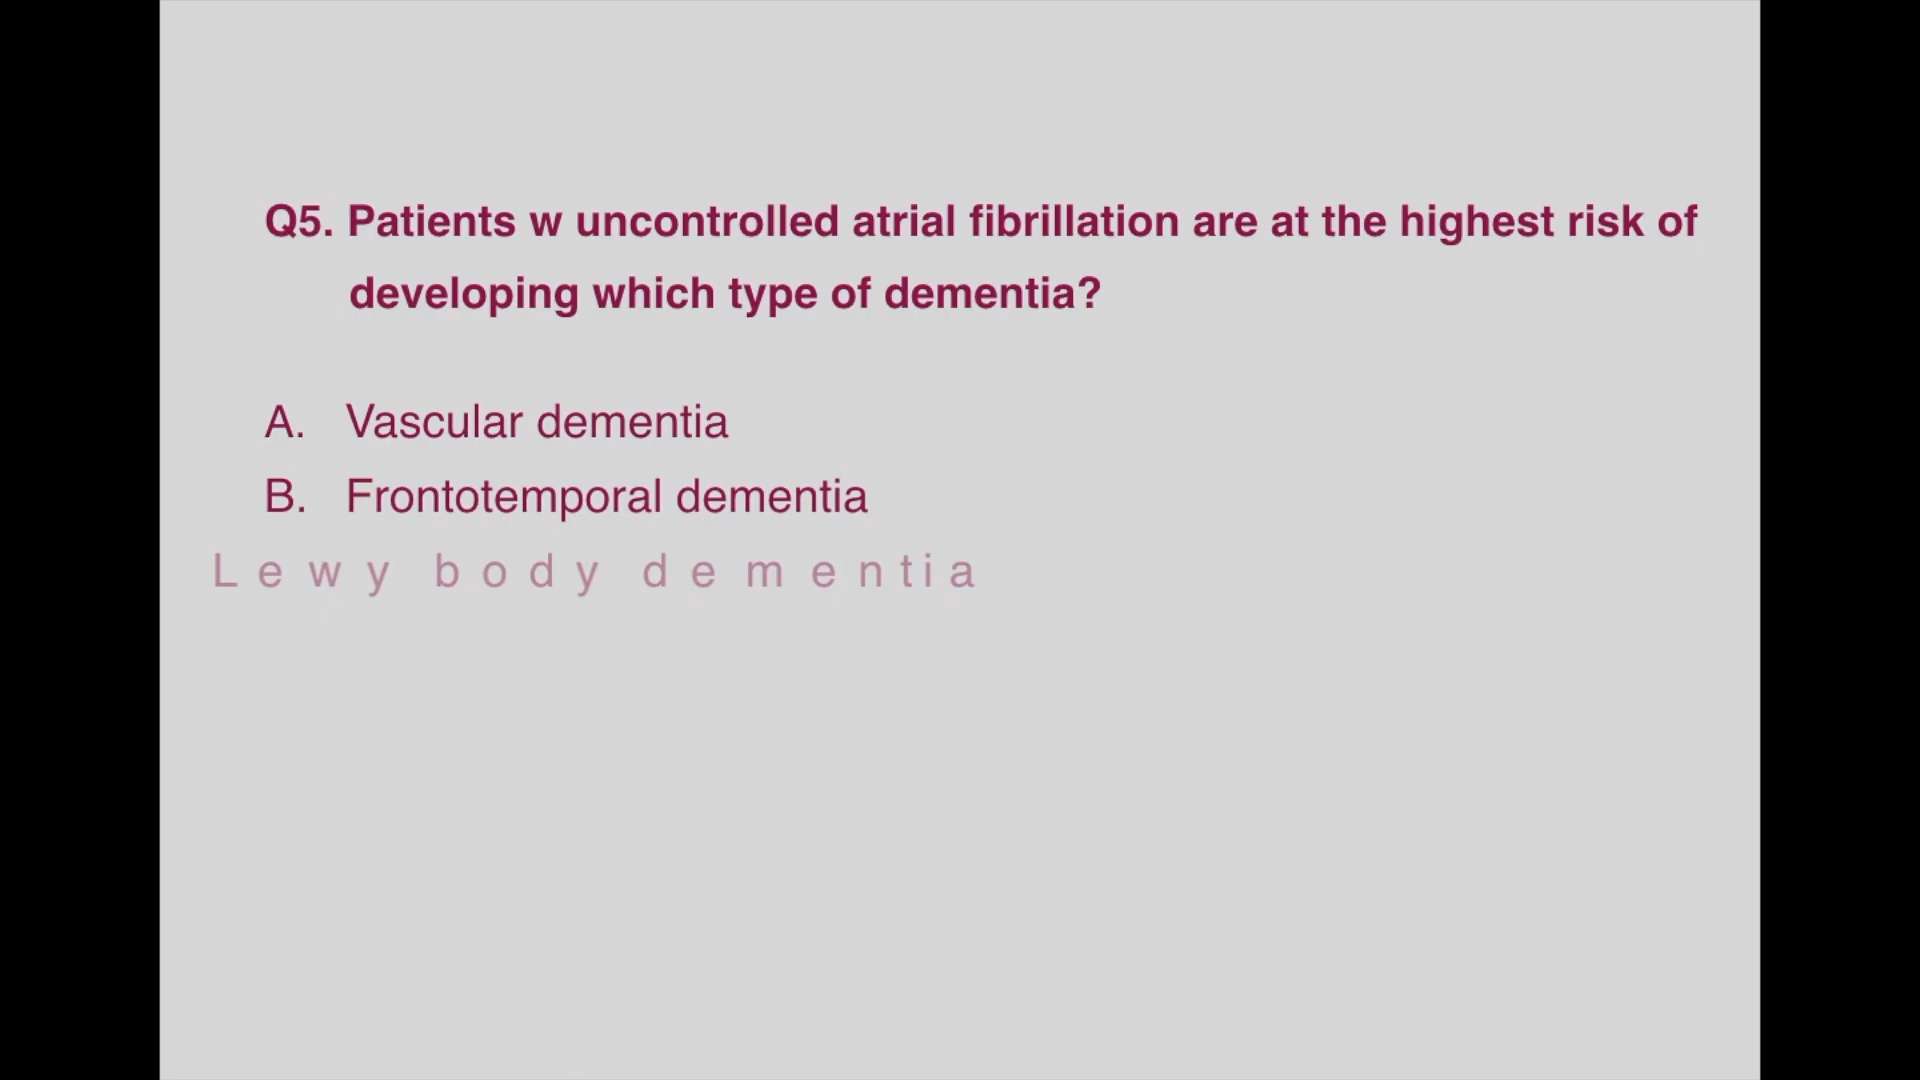 Q5. Patients w uncontrolled atrial fibrillation are at the highest risk of
developing which type of dementia?
A. Vascular dementia
B. Frontotemporal dementia
Lewy body dementia